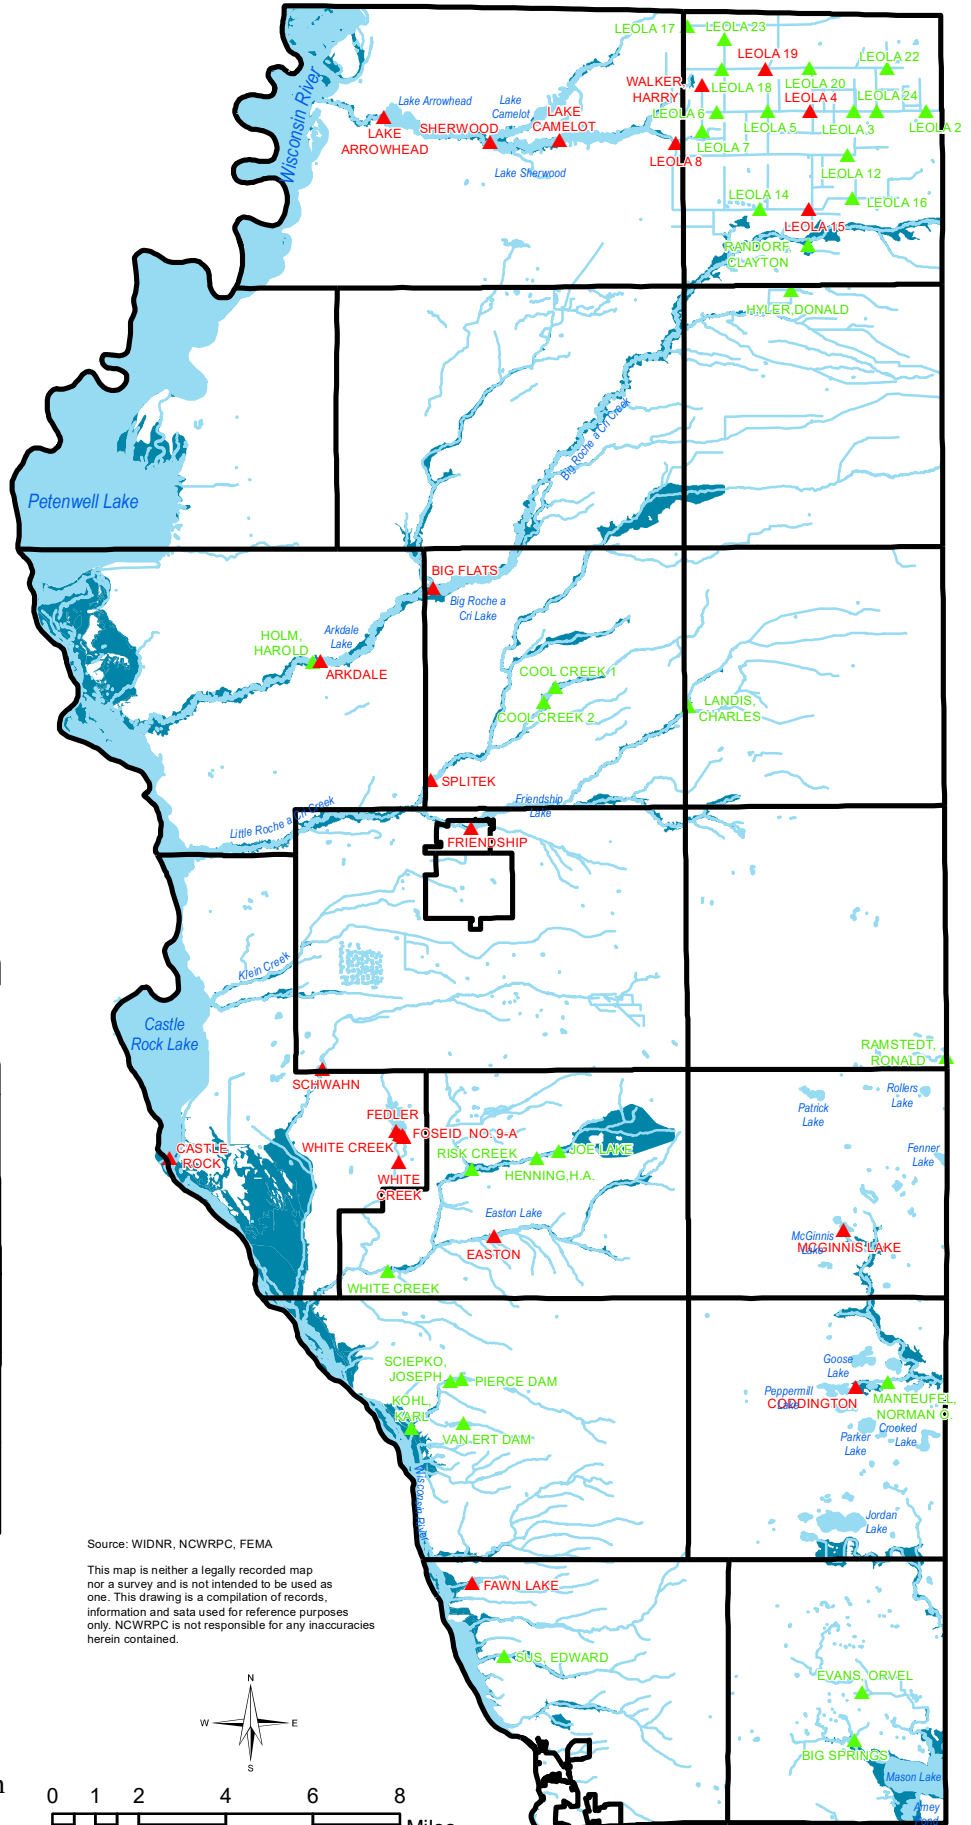 LEOLA 17
LEOLA 23
LEOLA 19
LEOLA 22
WALKER,
HARRY
LEOLA 18
LEOLA 20
LEOLA 4
LEOLA 24
Wisconsin River
Lake Arrowhead
Lake
Camelot
LAKE
CAMELOT
LAKE
ARROWHEAD
SHERWOOD
Lake Sherwood
LEOLA 6
LEOLA 5
LEOLA 3
LEOLA 2
LEOLA 7
LEOLA 8
LEOLA 12
LEOLA 14
LEOLA 16
LEOLA 15
RANDORF,
CLAYTON
HYLER,DONALD
Big Roche a Cri Creek
Petenwell Lake
BIG FLATS
Big Roche a
Cri Lake
HOLM,
HAROLD
Arkdale
Lake
ARKDALE
COOL CREEK 1
COOL CREEK 2
LANDIS,
CHARLES
SPLITEK
Friendship
Lake
Little Roche a Cri Creek
FRIENDSHIP
Klein Creek
Castle
Rock Lake
RAMSTEDT,
RONALD
SCHWAHN
Patrick
Lake
Rollers
Lake
FEDLER
FOSEID NO. 9-A
WHITE CREEK
CASTLE
ROCK
WHITE
CREEK
RISK CREEK
JOE LAKE
HENNING,H.A.
Fenner
Lake
Easton Lake
EASTON
McGinnis
Lake
MCGINNIS LAKE
WHITE CREEK
SCIEPKO,
JOSEPH
PIERCE DAM
KOHL,
KARL
VAN ERT DAM
Goose
Lake
Peppermill
Lake
CODDINGTON
MANTEUFEL,
NORMAN O.
Parker
Lake
Crooked
Lake
Wisconsin River
Jordan
Lake
FAWN LAKE
SUS, EDWARD
EVANS, ORVEL
BIG SPRINGS
Mason Lake
Amey
Pond
Source: WIDNR, NCWRPC, FEMA
This map is neither a legally recorded map
nor a survey and is not intended to be used as
one. This drawing is a compilation of records,
information and sata used for reference purposes
only. NCWRPC is not responsible for any inaccuracies
herein contained.
N
W E
S
0 1 2 4 6 8
Miles